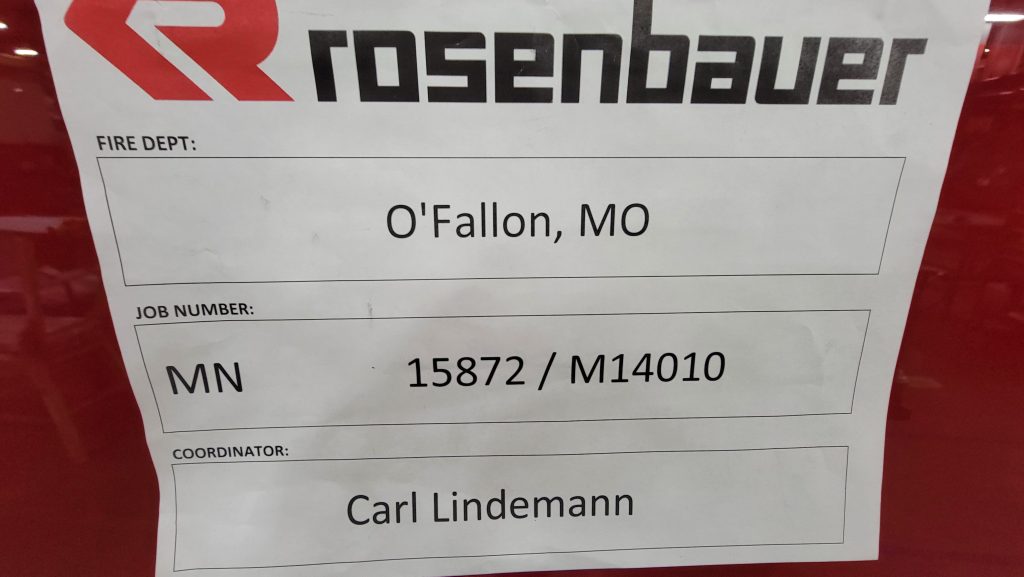 rosenbauer
FIRE DEPT:
O'Fallon, MO
JOB NUMBER:
MN 15872 / M14010
COORDINATOR:
Carl Lindemann